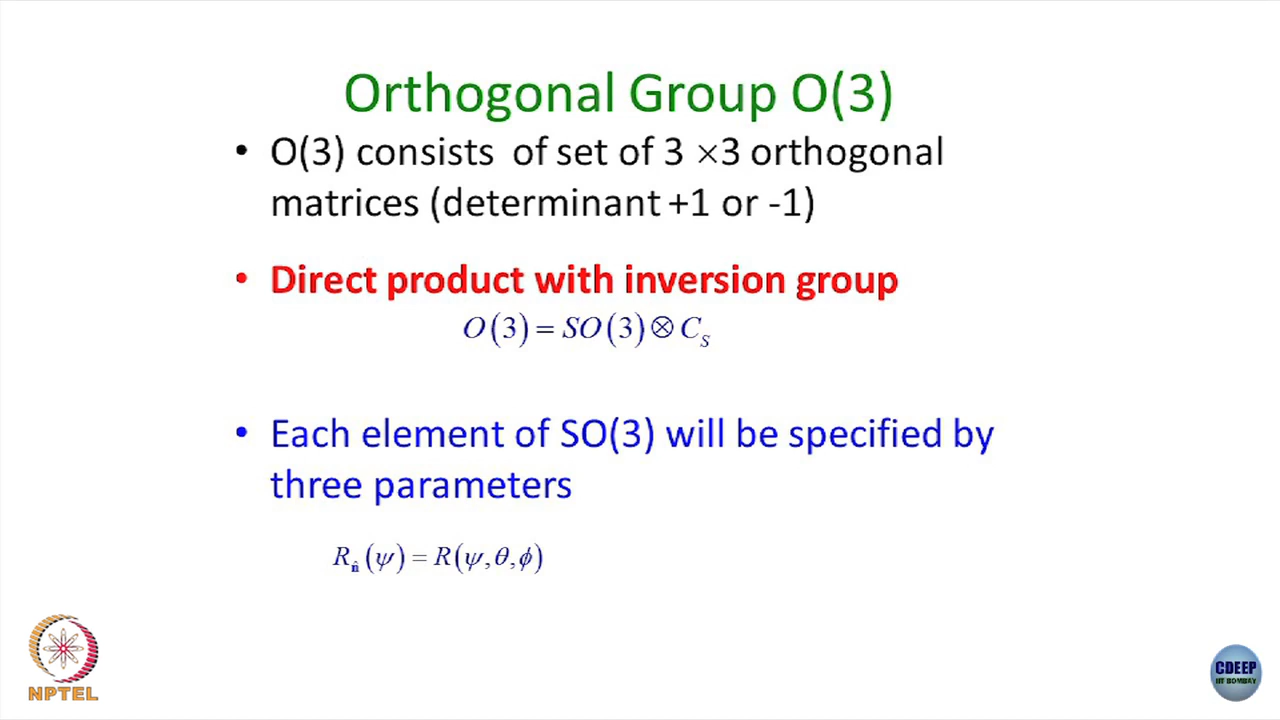 Orthogonal Group O(3)
• O(3) consists of set of 3 ×3 orthogonal
matrices (determinant +1 or -1)
• Direct product with inversion group
O(3) = SO(3) ⊗ C_S
• Each element of SO(3) will be specified by
three parameters
R_n̂(ψ) = R(ψ,θ,ϕ)
NPTEL
CDEEP
IIT BOMBAY